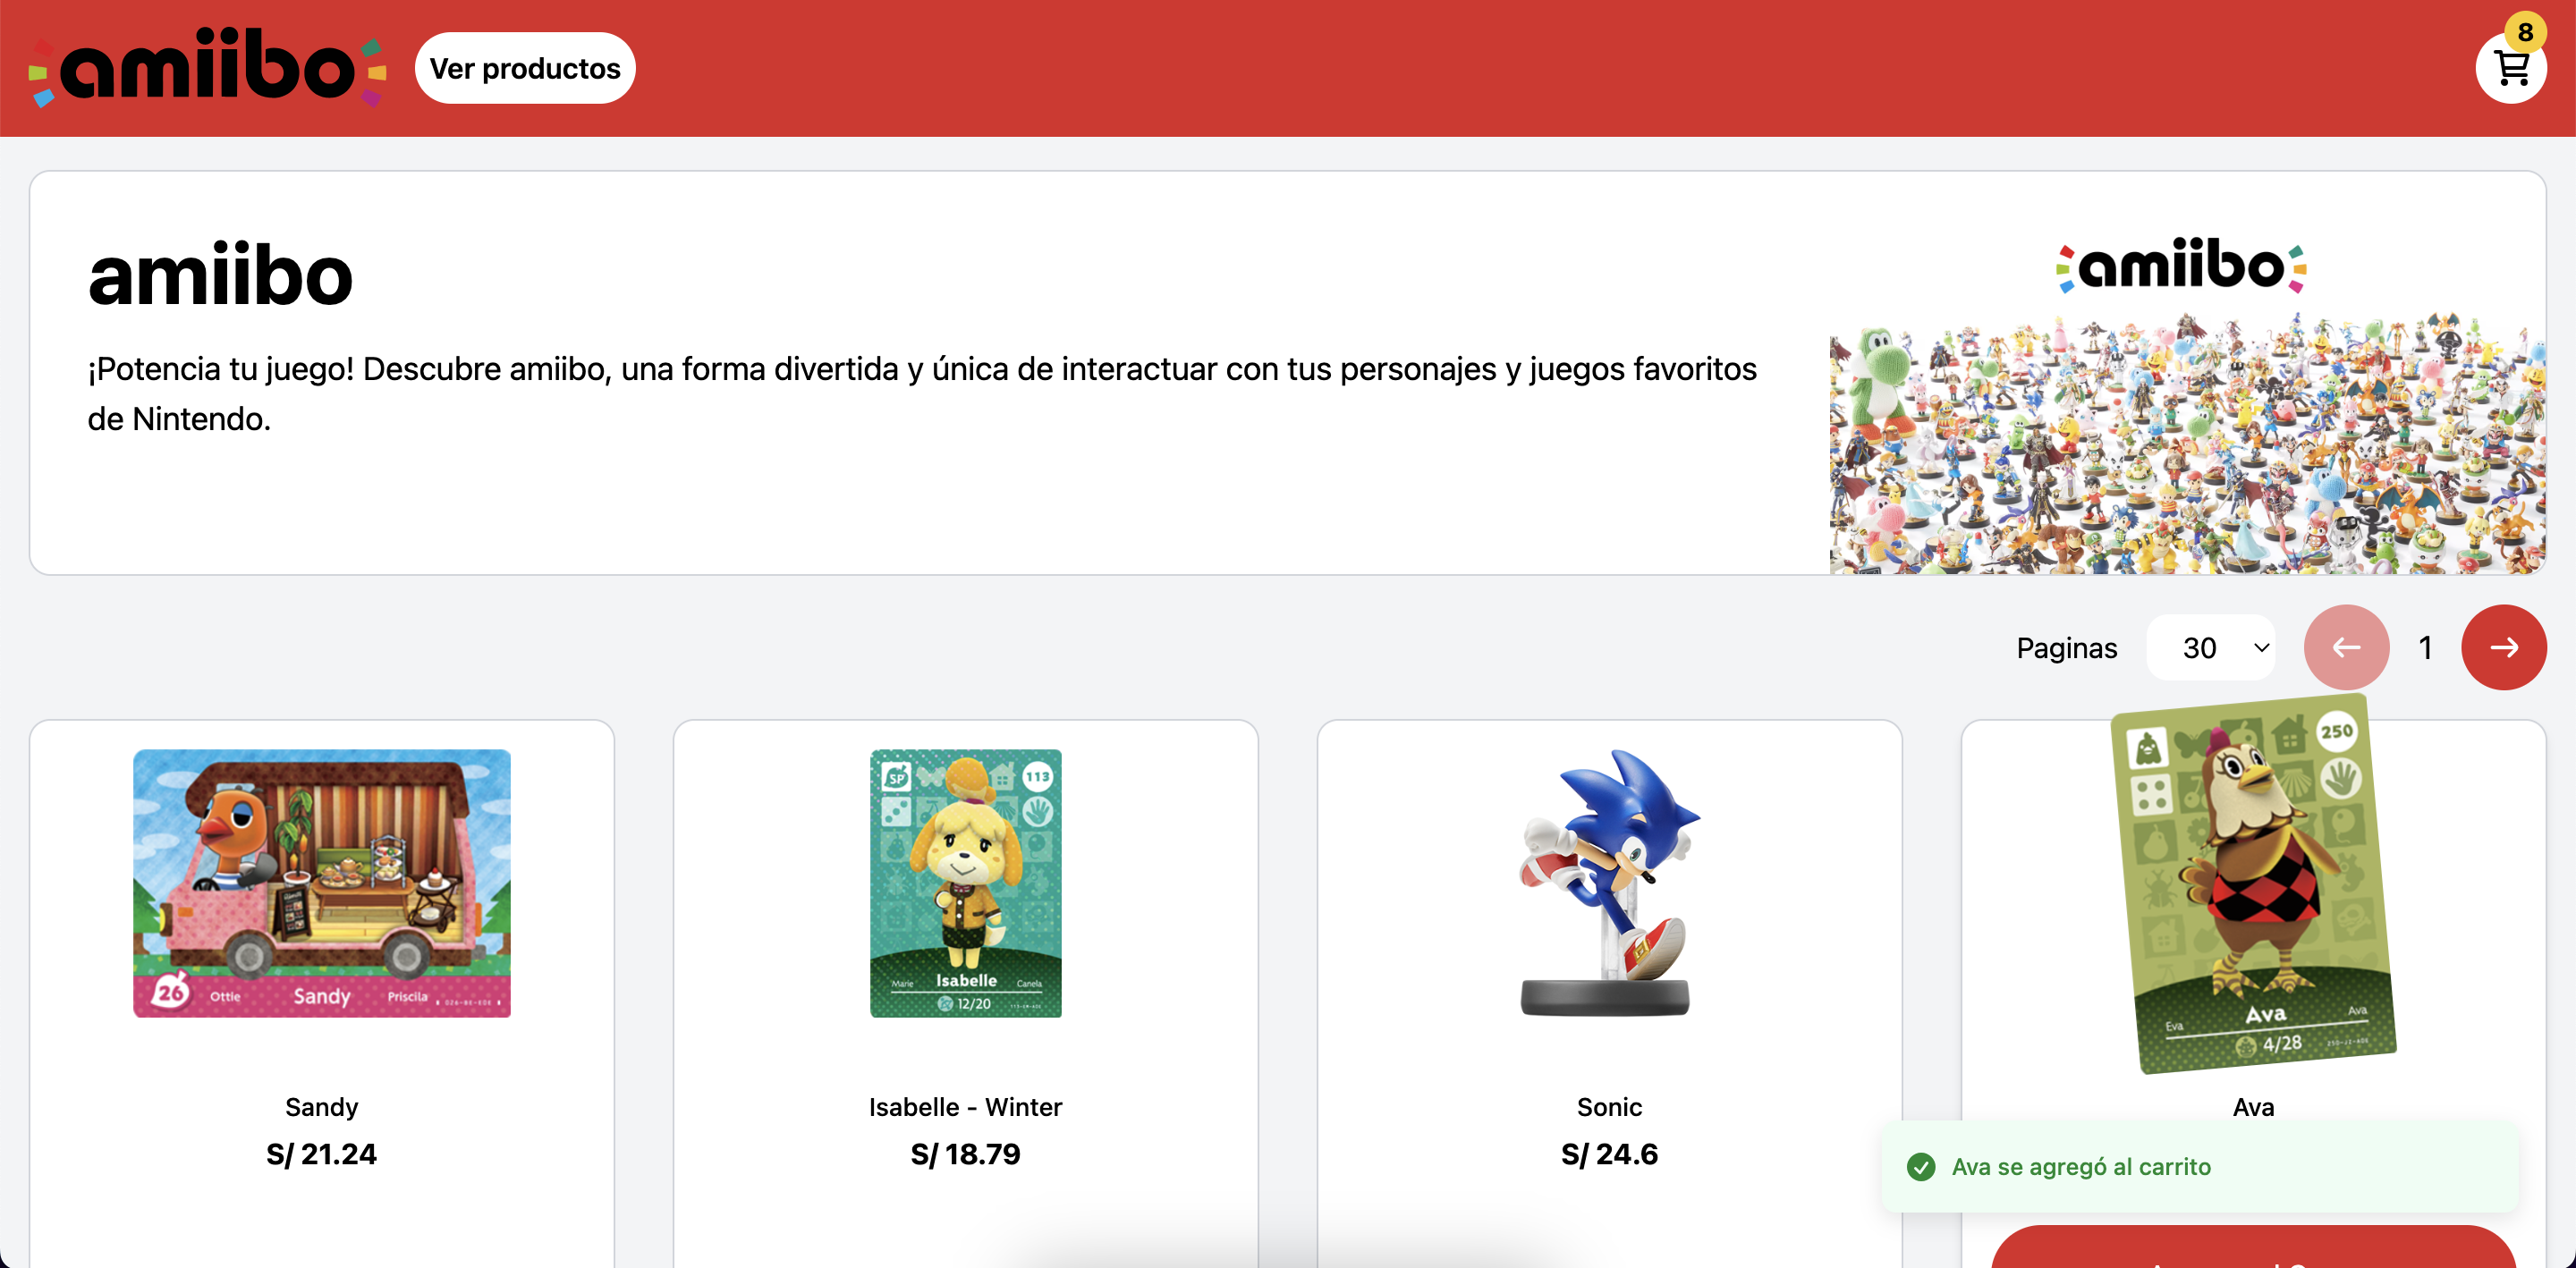 amiibo
Ver productos
8
amiibo
¡Potencia tu juego! Descubre amiibo, una forma divertida y única de interactuar con tus personajes y juegos favoritos
de Nintendo.
amiibo
Paginas
30
1
26
Ottie
Sandy
Priscila
SP
113
Marie
Isabelle
Canela
12/20
250
Eva
Ava
Ava
4/28
Sandy
S/ 21.24
Isabelle - Winter
S/ 18.79
Sonic
S/ 24.6
Ava
Ava se agregó al carrito